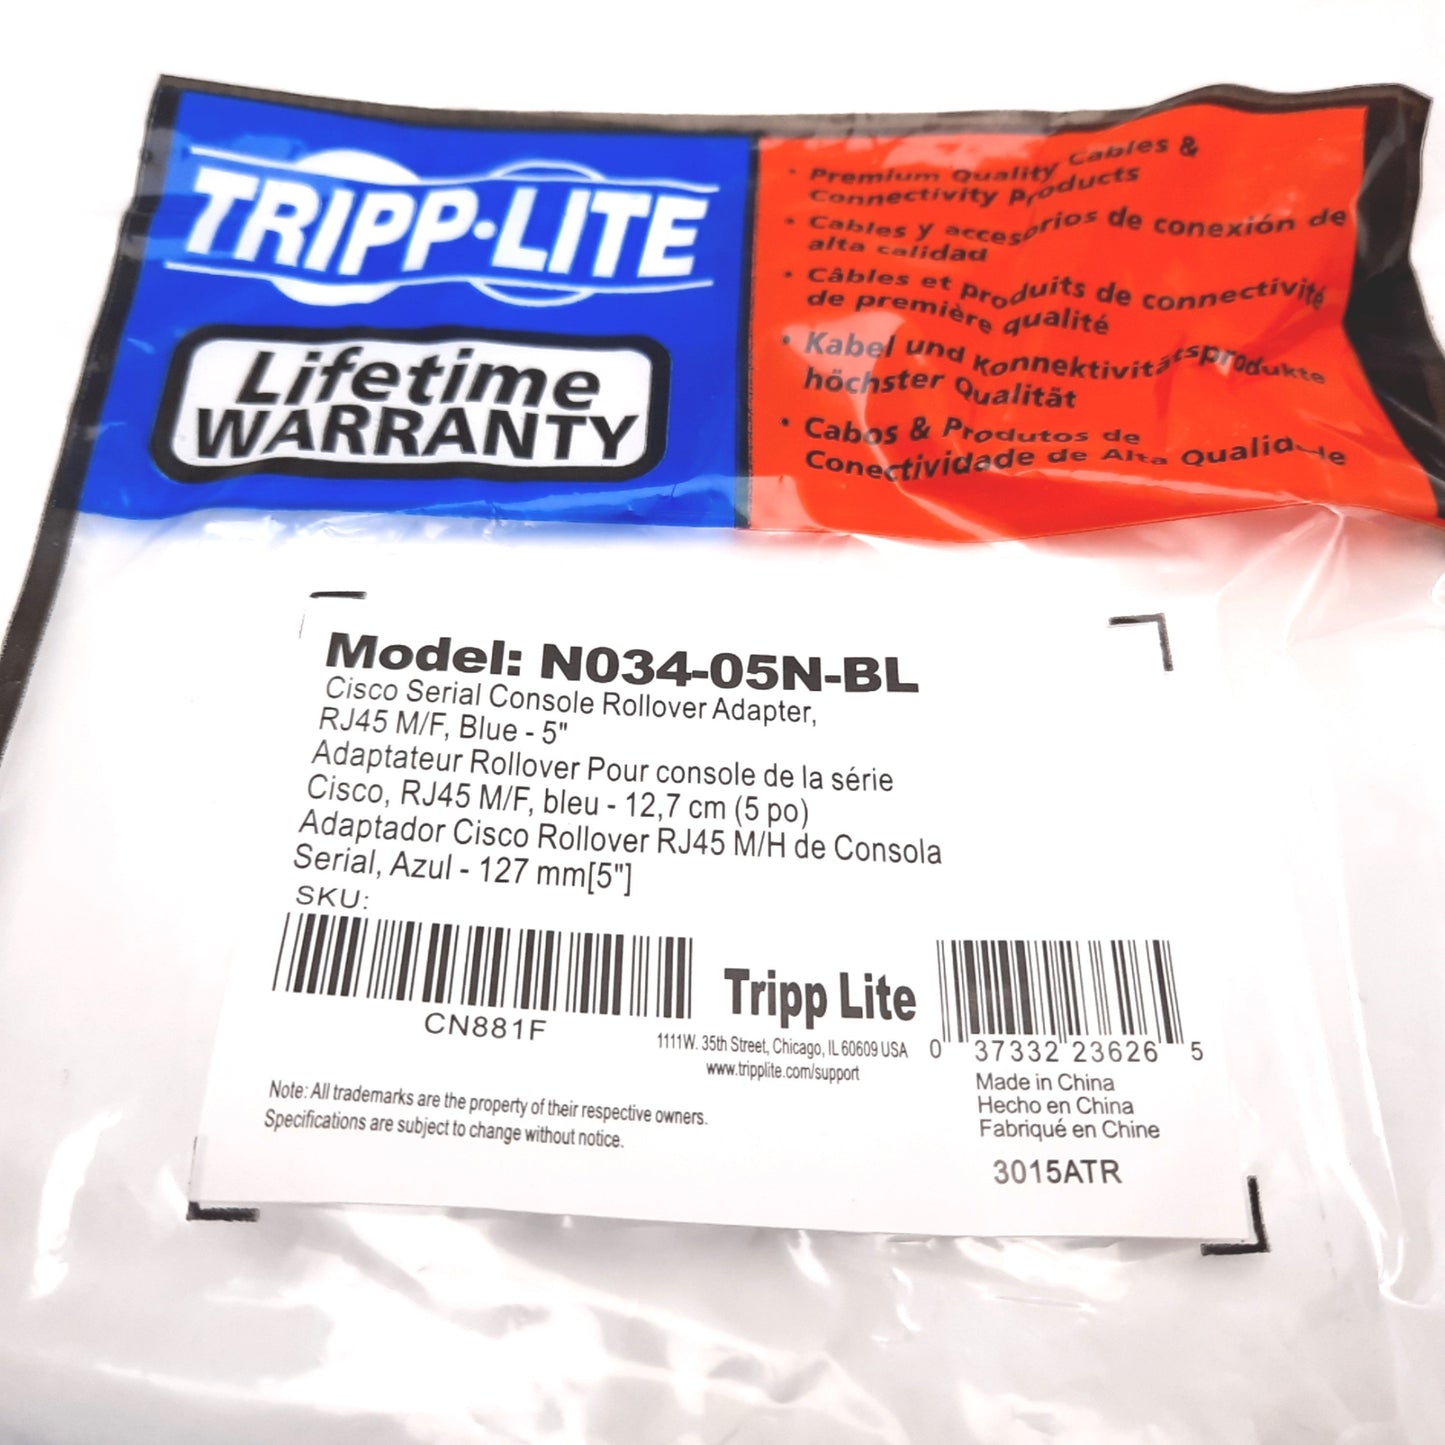 TRIPP·LITE
Lifetime
WARRANTY
• Premium Quality Cables &
Connectivity Products
• Cables y accesorios de conexión de
alta calidad
• Câbles et produits de connectivité
de première qualité
• Kabel und Konnektivitätsprodukte
höchster Qualität
• Cabos & Produtos de
Conectividade de Alta Qualidade
Model: N034-05N-BL
Cisco Serial Console Rollover Adapter,
RJ45 M/F, Blue - 5"
Adaptateur Rollover Pour console de la série
Cisco, RJ45 M/F, bleu - 12,7 cm (5 po)
Adaptador Cisco Rollover RJ45 M/H de Consola
Serial, Azul - 127 mm[5"]
SKU:
CN881F
Tripp Lite
1111W. 35th Street, Chicago, IL 60609 USA
www.tripplite.com/support
0 37332 23626 5
Made in China
Hecho en China
Fabriqué en Chine
3015ATR
Note: All trademarks are the property of their respective owners.
Specifications are subject to change without notice.